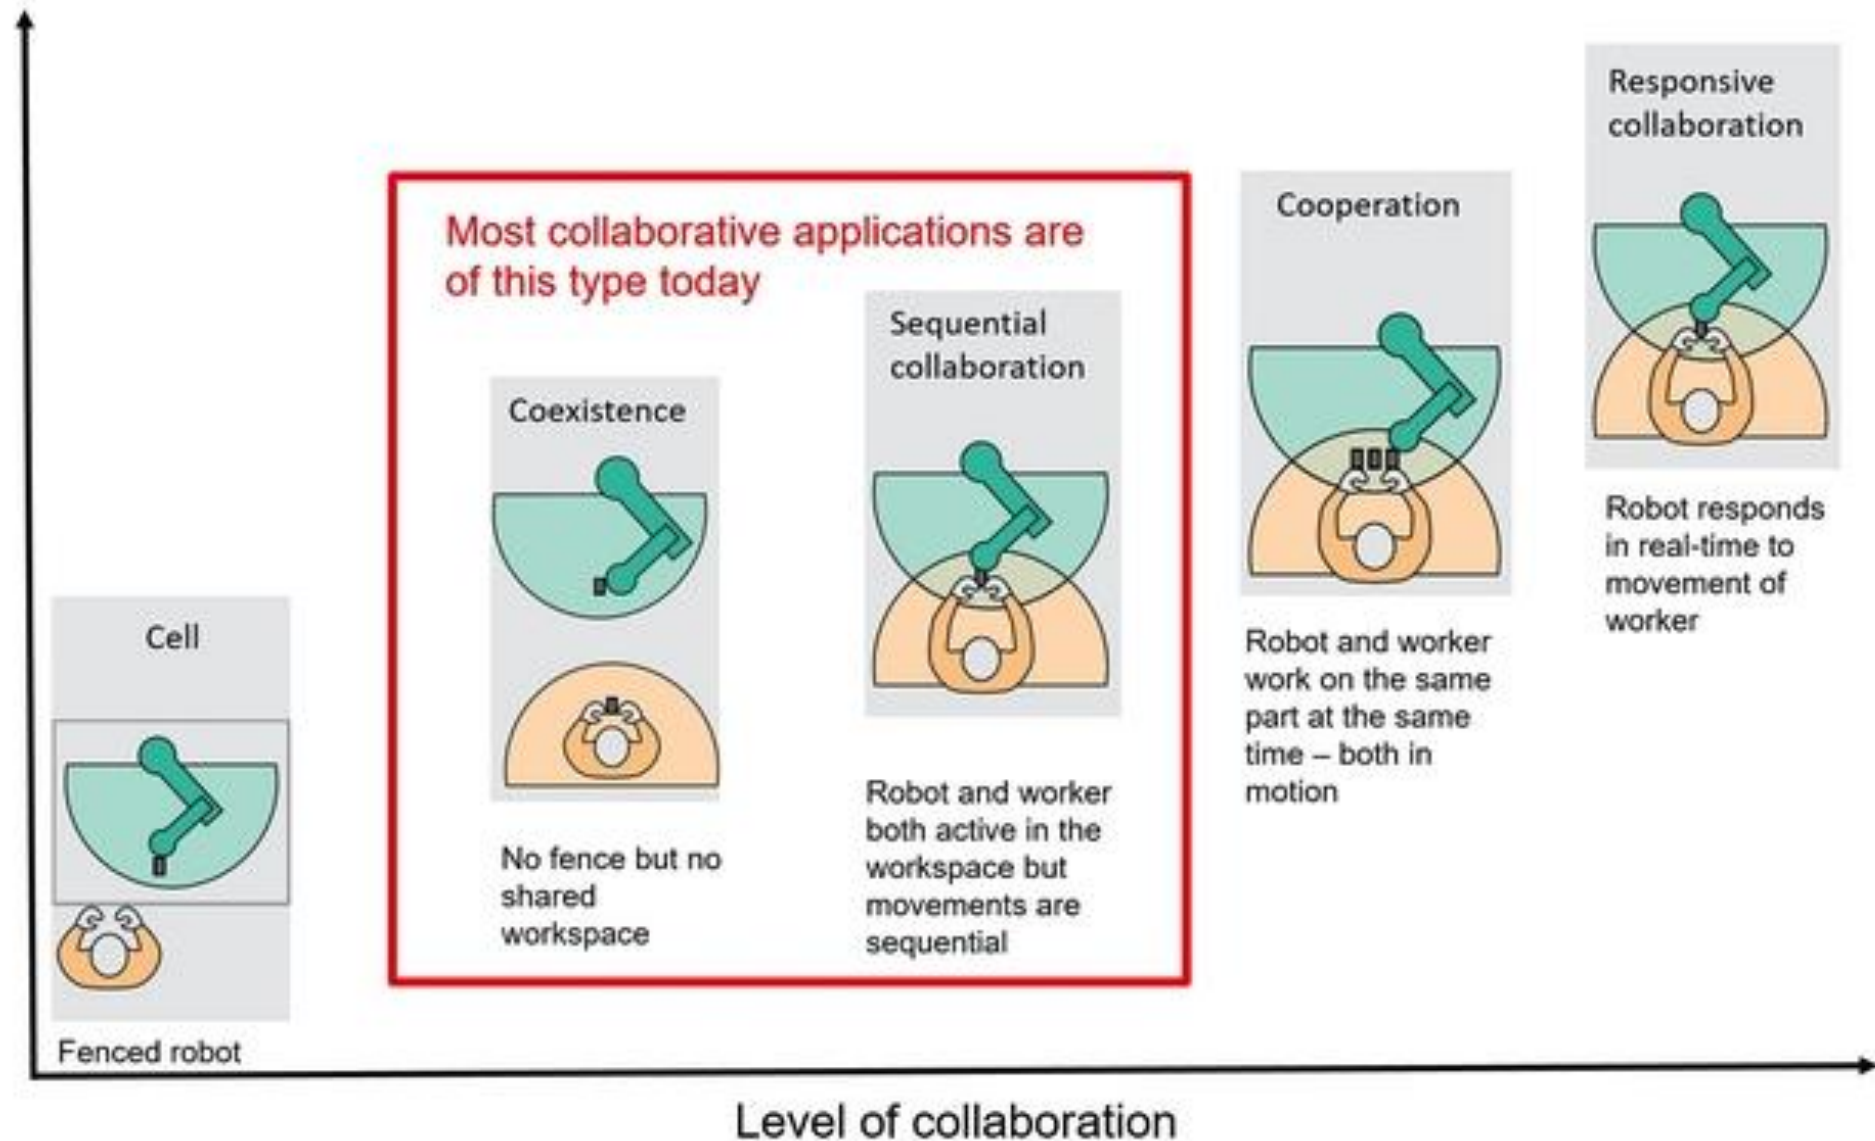 Cell
Fenced robot
Most collaborative applications are
of this type today
Coexistence
No fence but no
shared
workspace
Sequential
collaboration
Robot and worker
both active in the
workspace but
movements are
sequential
Cooperation
Robot and worker
work on the same
part at the same
time – both in
motion
Responsive
collaboration
Robot responds
in real-time to
movement of
worker
Level of collaboration